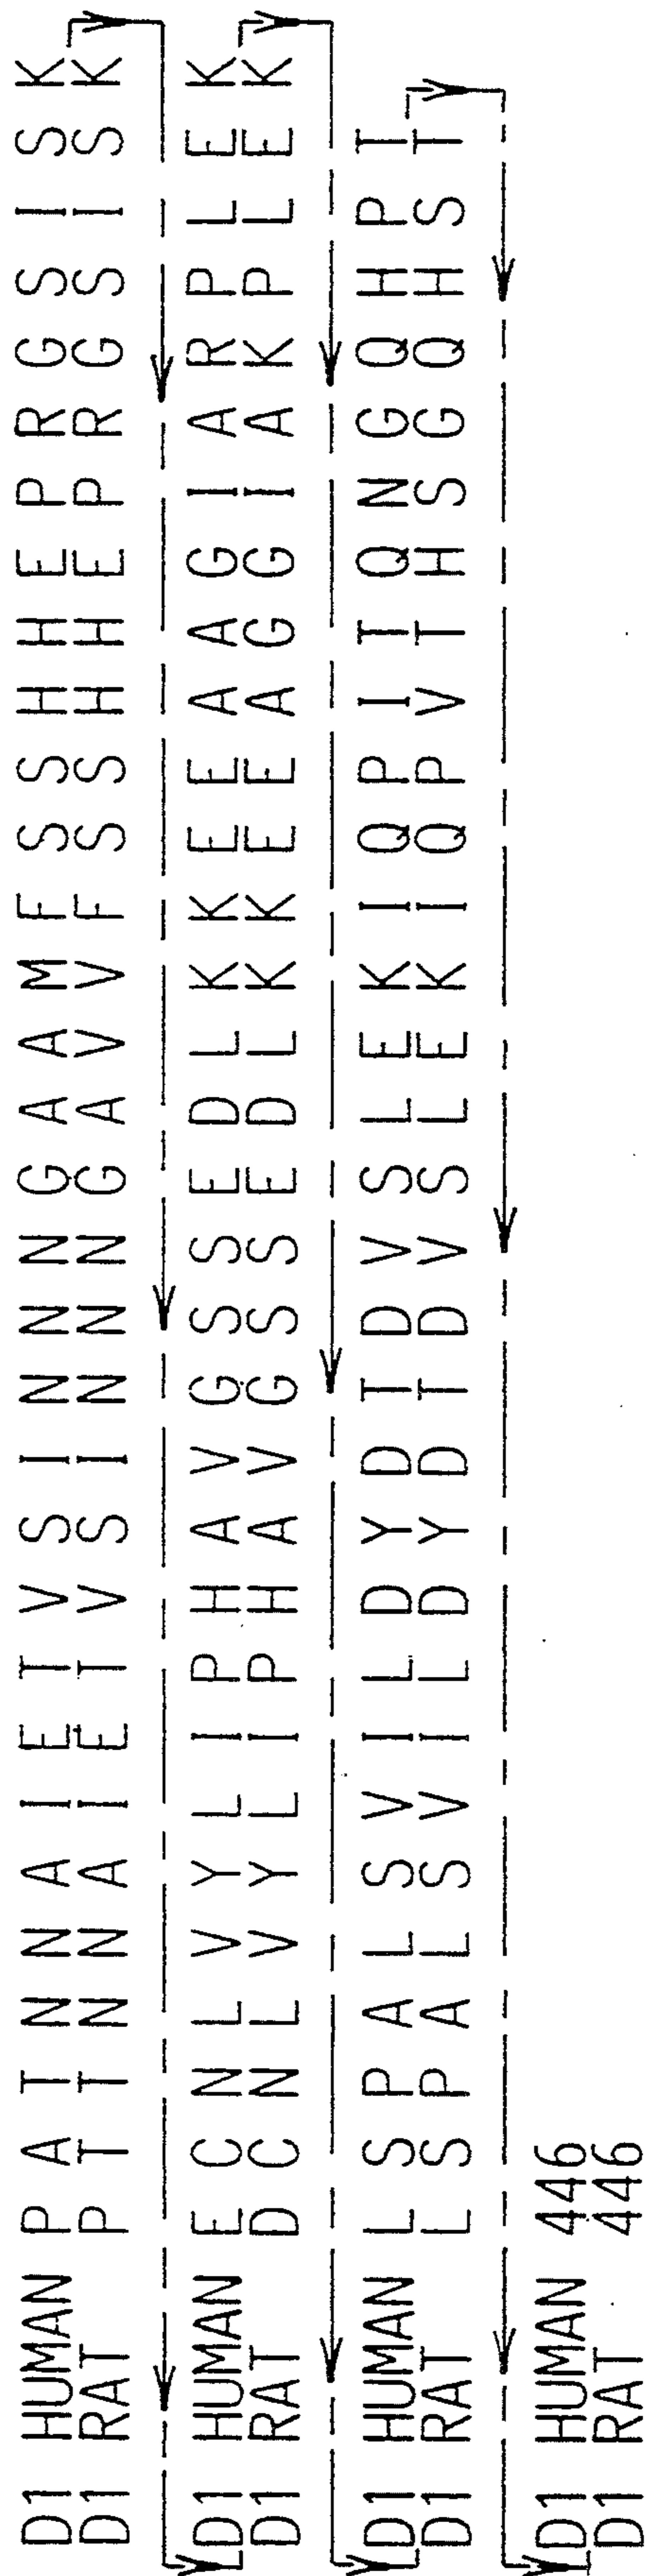 D1 HUMAN P A T N N A I E T V S I N N N G A A M F S S H H E P R G S I S K
D1 RAT P T T N N A I E T V S I N N N G A V V F S S H H E P R G S I S K
D1 HUMAN E C N L V Y L I P H A V G S S E D L K K E E A A G I A R P L E K
D1 RAT D C N L V Y L I P H A V G S S E D L K K E E A G G I A K P L E K
D1 HUMAN L S P A L S V I L D Y D T D V S L E K I Q P I T Q N G Q H P T
D1 RAT L S P A L S V I L D Y D T D V S L E K I Q P V T H S G Q H S T
D1 HUMAN 446
D1 RAT 446